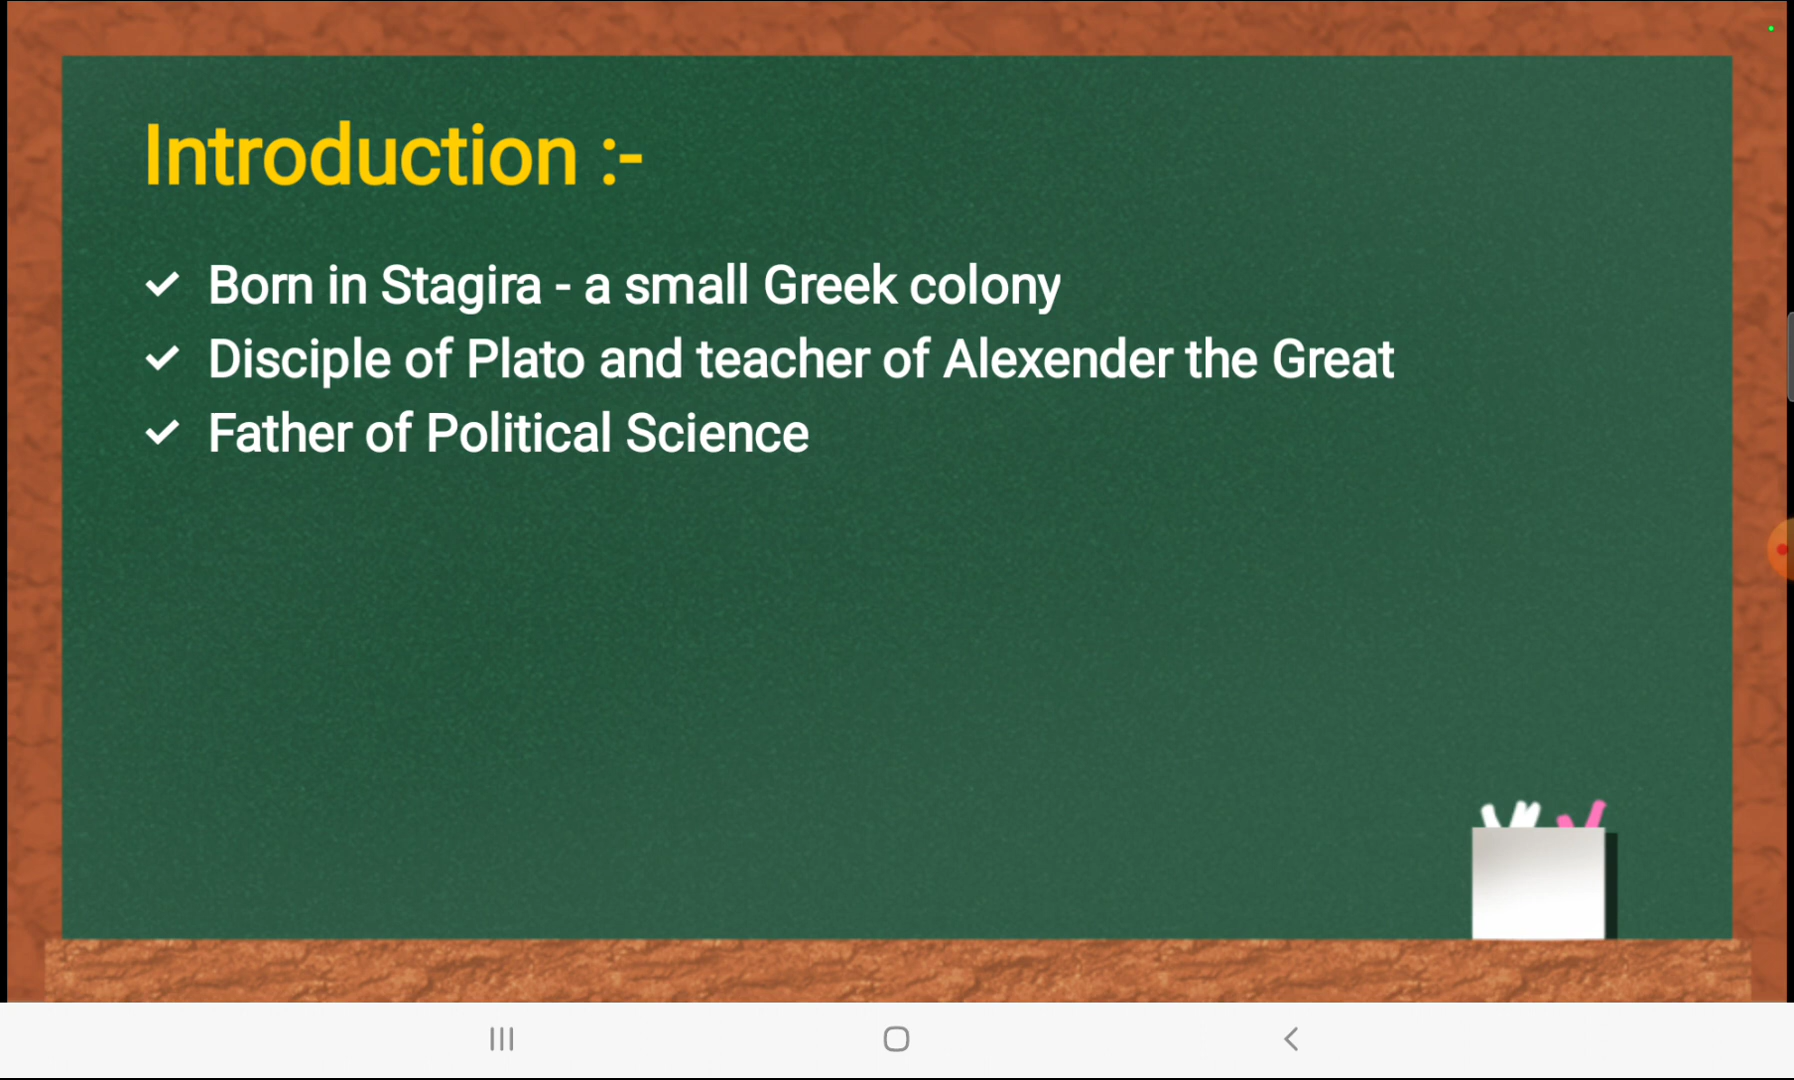 Introduction :-
✔ Born in Stagira - a small Greek colony
✔ Disciple of Plato and teacher of Alexender the Great
✔ Father of Political Science